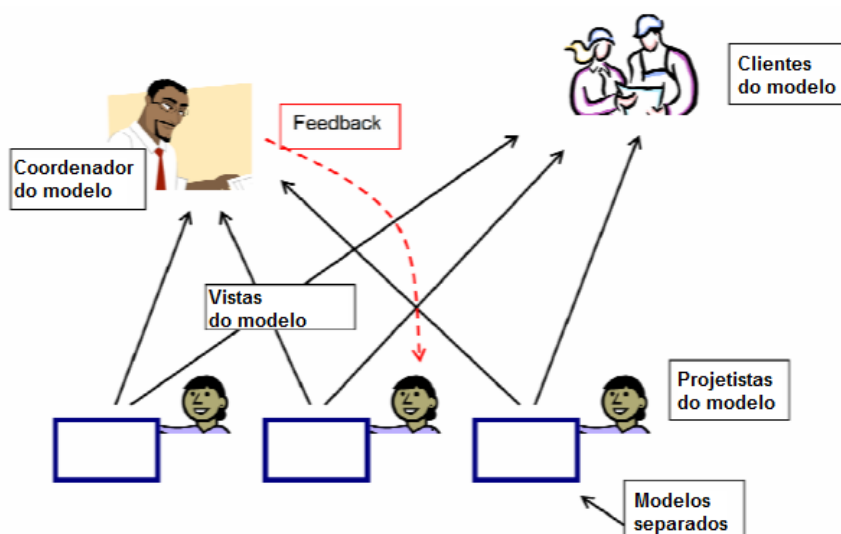 Clientes
do modelo
Feedback
Coordenador
do modelo
Vistas
do modelo
Projetistas
do modelo
Modelos
separados